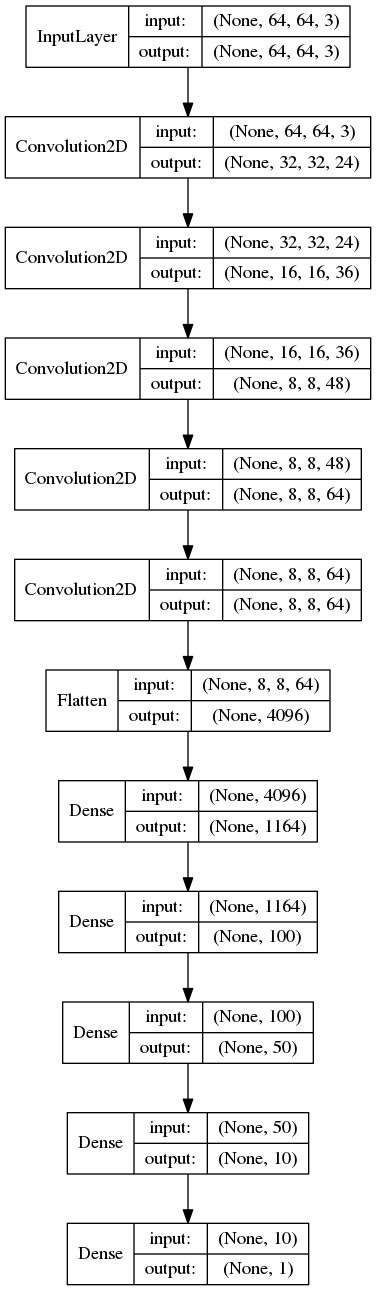 InputLayer input: (None, 64, 64, 3)
output: (None, 64, 64, 3)
Convolution2D input: (None, 64, 64, 3)
output: (None, 32, 32, 24)
Convolution2D input: (None, 32, 32, 24)
output: (None, 16, 16, 36)
Convolution2D input: (None, 16, 16, 36)
output: (None, 8, 8, 48)
Convolution2D input: (None, 8, 8, 48)
output: (None, 8, 8, 64)
Convolution2D input: (None, 8, 8, 64)
output: (None, 8, 8, 64)
Flatten input: (None, 8, 8, 64)
output: (None, 4096)
Dense input: (None, 4096)
output: (None, 1164)
Dense input: (None, 1164)
output: (None, 100)
Dense input: (None, 100)
output: (None, 50)
Dense input: (None, 50)
output: (None, 10)
Dense input: (None, 10)
output: (None, 1)